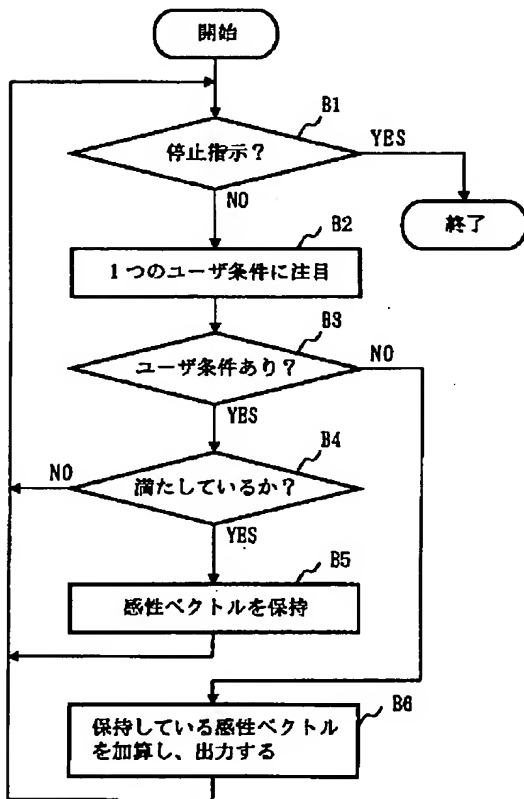 開始
B1
停止指示?
YES
終了
NO
B2
1つのユーザ条件に注目
B3
ユーザ条件あり?
NO
YES
B4
NO
満たしているか?
YES
B5
感性ベクトルを保持
B6
保持している感性ベクトル
を加算し、出力する